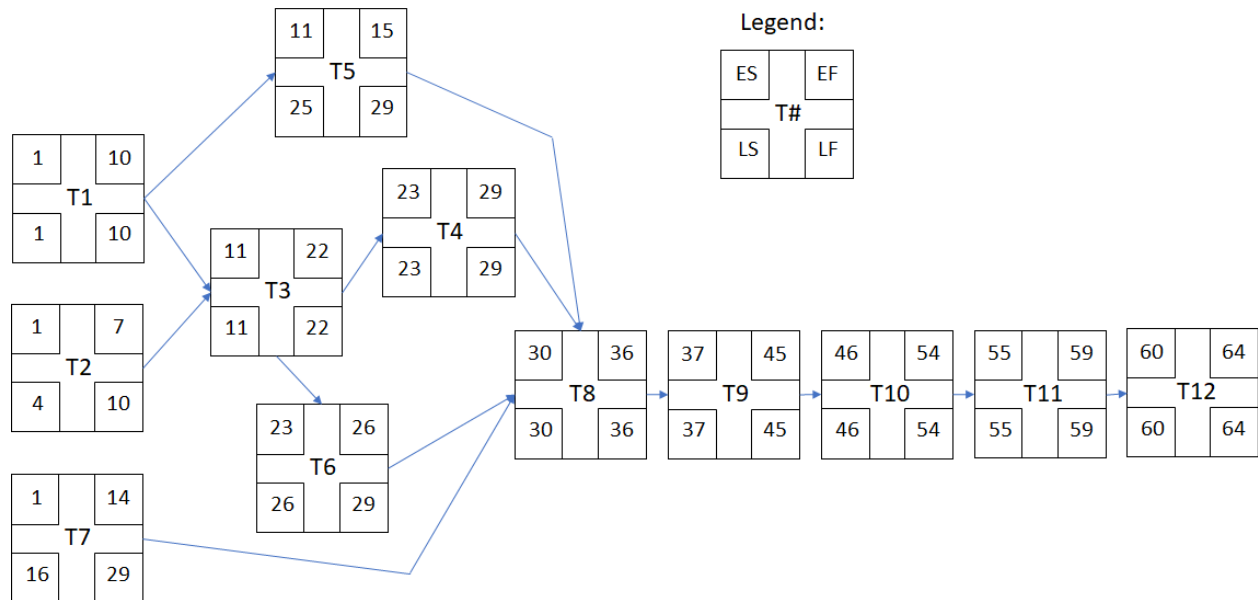 Legend:
ES EF
T#
LS LF
11 15
T5
25 29
1 10
T1
1 10
23 29
T4
23 29
11 22
T3
11 22
1 7
T2
4 10
30 36
T8
30 36
37 45
T9
37 45
46 54
T10
46 54
55 59
T11
55 59
60 64
T12
60 64
23 26
T6
26 29
1 14
T7
16 29